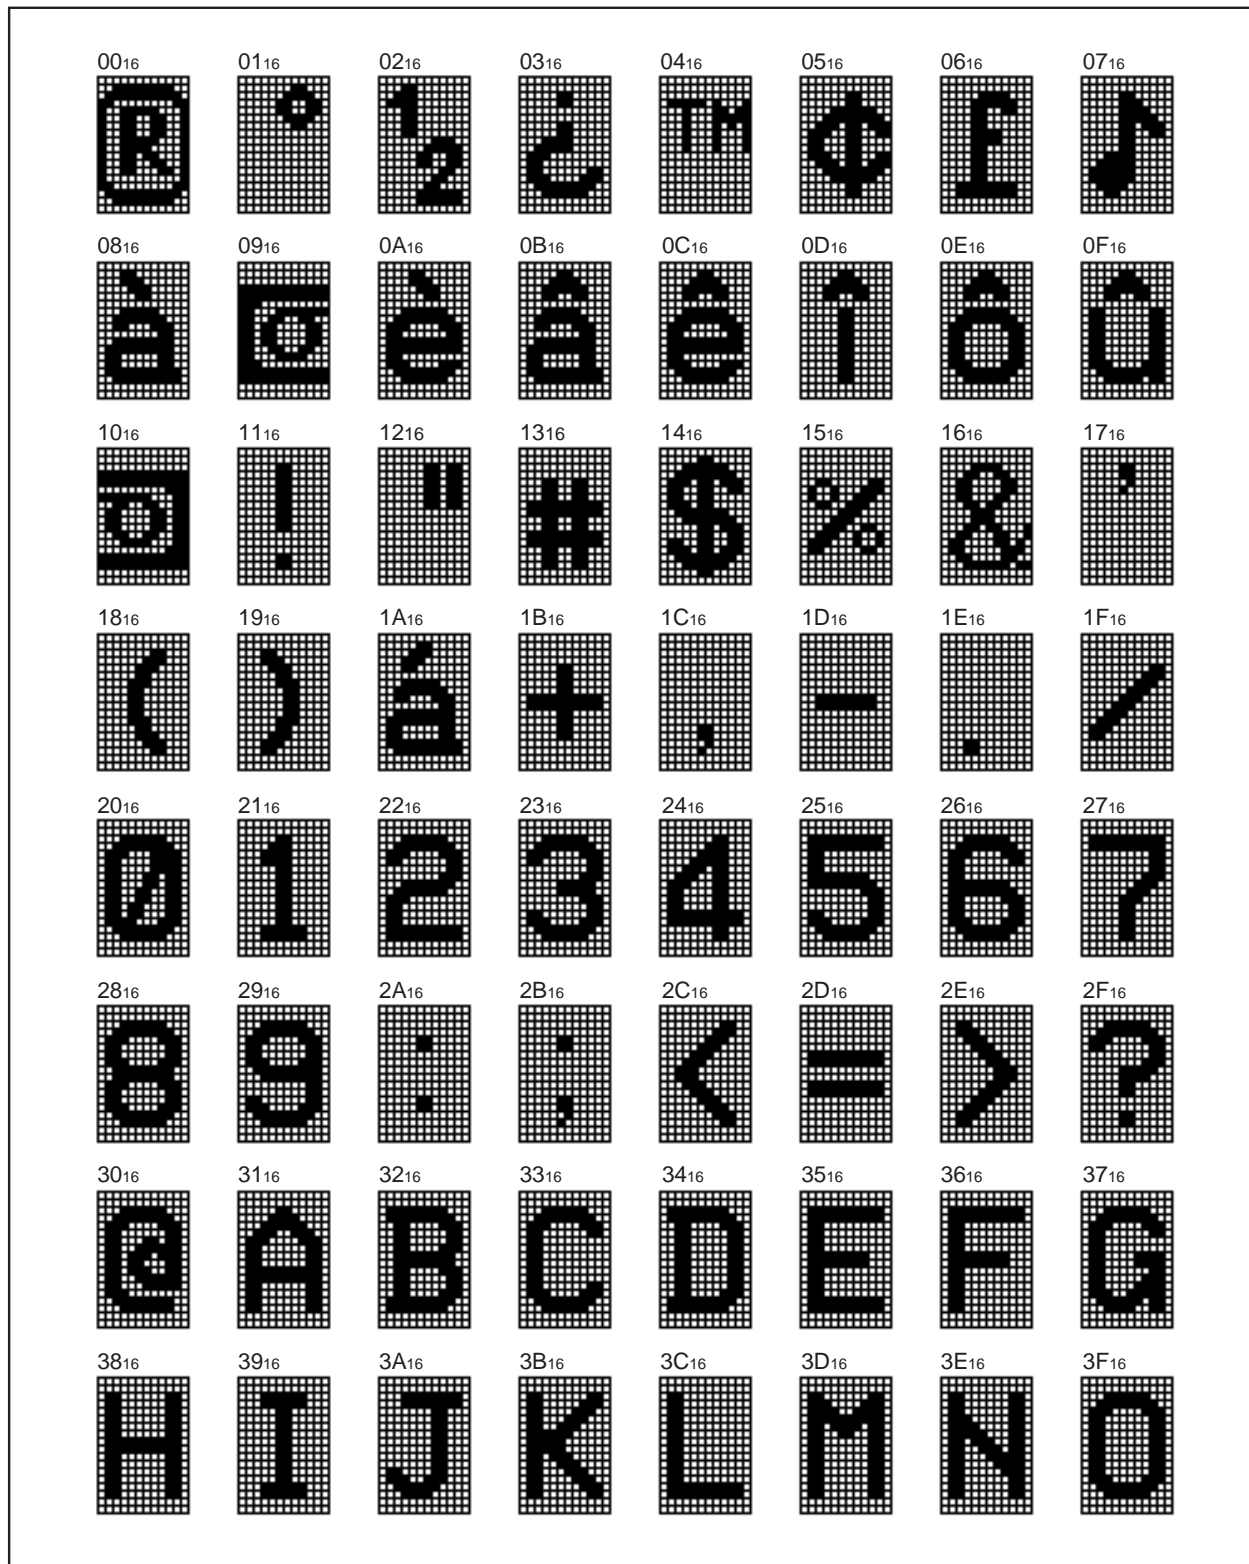 00₁₆ 01₁₆ 02₁₆ 03₁₆ 04₁₆ 05₁₆ 06₁₆ 07₁₆
® ° ½ ¿ ™ ¢ £ ♪
08₁₆ 09₁₆ 0A₁₆ 0B₁₆ 0C₁₆ 0D₁₆ 0E₁₆ 0F₁₆
à è â ê î ô û
10₁₆ 11₁₆ 12₁₆ 1316 14₁₆ 15₁₆ 16₁₆ 17₁₆
! " # $ % & '
18₁₆ 19₁₆ 1A₁₆ 1B₁₆ 1C₁₆ 1D₁₆ 1E₁₆ 1F₁₆
( ) á + , - . /
20₁₆ 21₁₆ 22₁₆ 23₁₆ 24₁₆ 25₁₆ 26₁₆ 27₁₆
0 1 2 3 4 5 6 7
28₁₆ 29₁₆ 2A₁₆ 2B₁₆ 2C₁₆ 2D₁₆ 2E₁₆ 2F₁₆
8 9 : ; < = > ?
30₁₆ 31₁₆ 32₁₆ 33₁₆ 34₁₆ 35₁₆ 36₁₆ 37₁₆
@ A B C D E F G
38₁₆ 39₁₆ 3A₁₆ 3B₁₆ 3C₁₆ 3D₁₆ 3E₁₆ 3F₁₆
H I J K L M N O